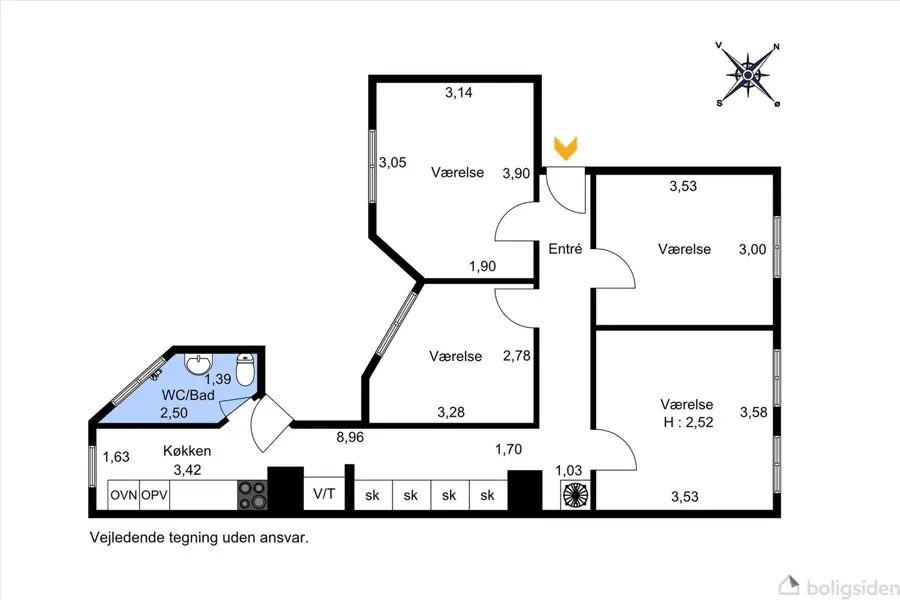 V N
S Ø
3,14
3,05
Værelse
3,90
1,90
Entré
3,53
Værelse
3,00
Værelse
2,78
3,28
Værelse
H : 2,52
3,58
3,53
1,39
WC/Bad
2,50
8,96
1,70
1,63
Køkken
3,42
1,03
OVN OPV
V/T
sk sk sk sk
Vejledende tegning uden ansvar.
boligsiden